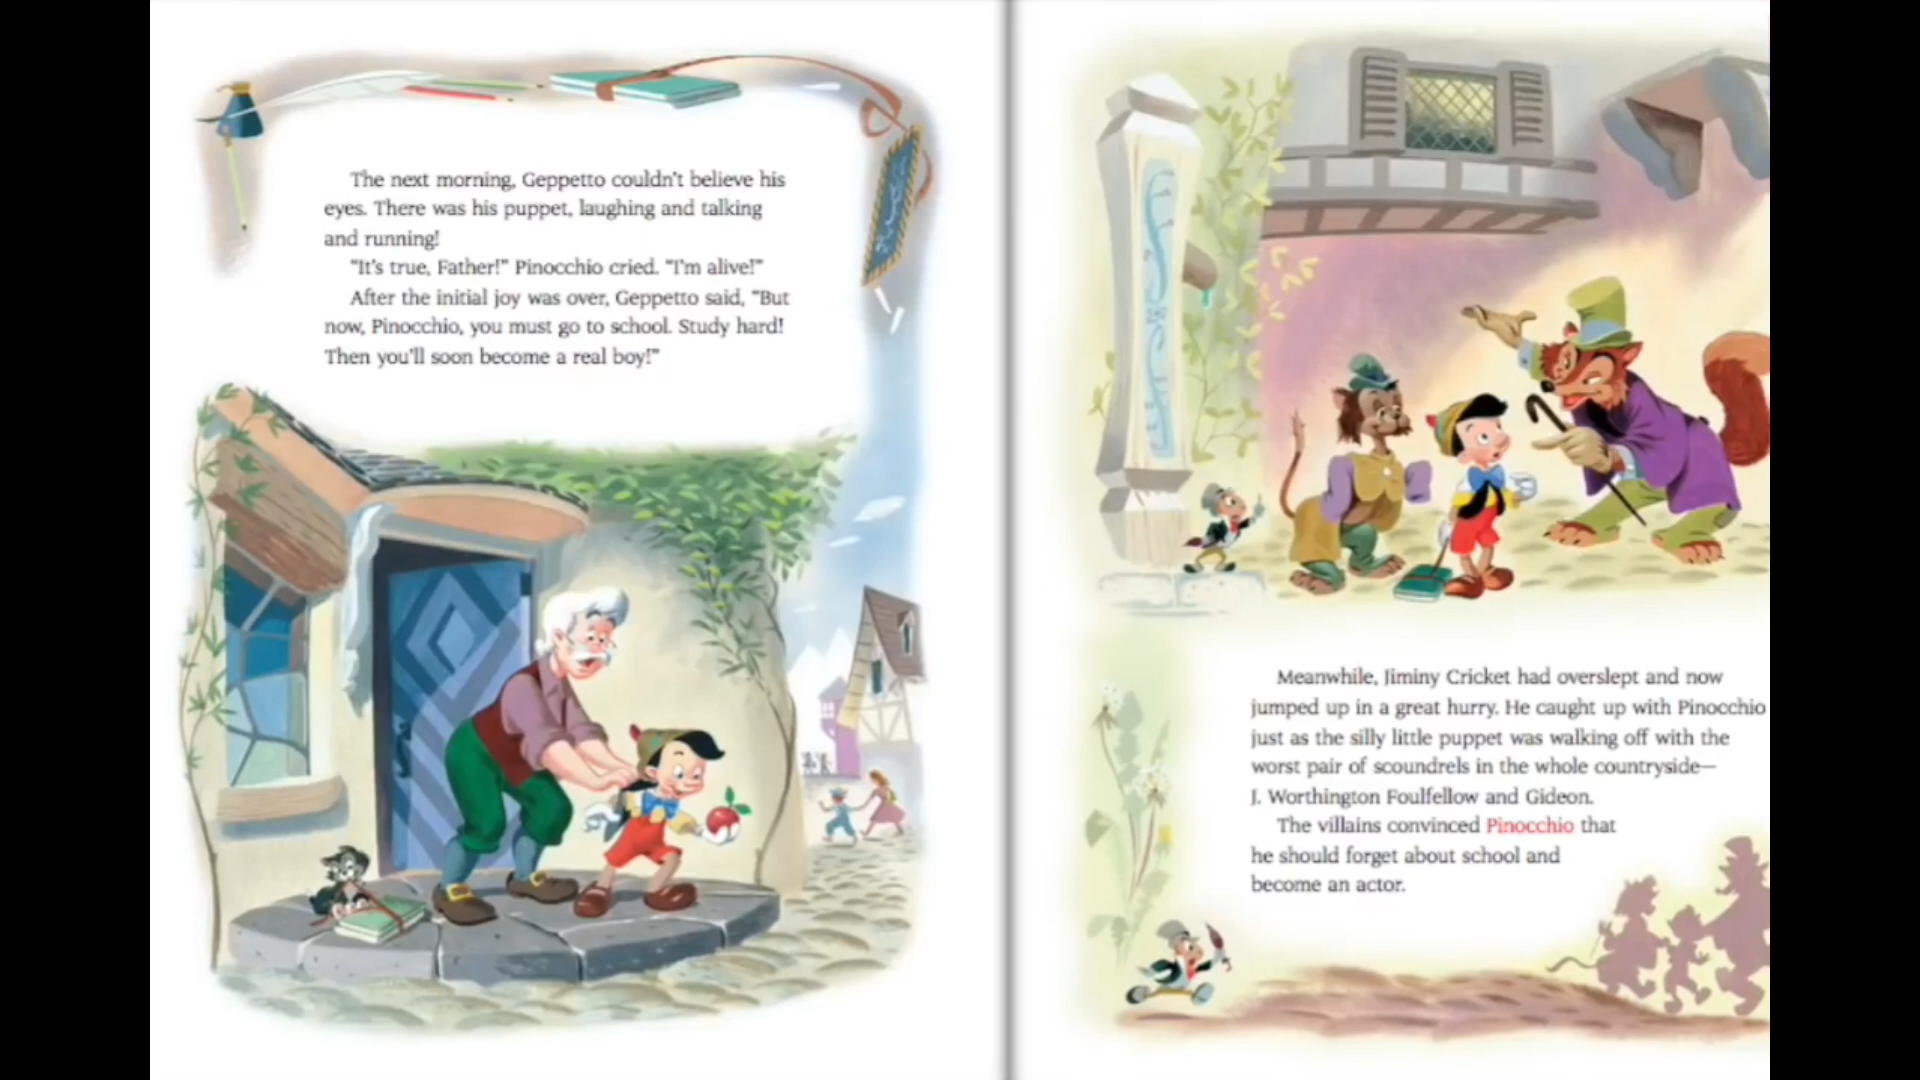 The next morning, Geppetto couldn't believe his
eyes. There was his puppet, laughing and talking
and running!
"It's true, Father!" Pinocchio cried. "I'm alive!"
After the initial joy was over, Geppetto said, "But
now, Pinocchio, you must go to school. Study hard!
Then you'll soon become a real boy!"
Meanwhile, Jiminy Cricket had overslept and now
jumped up in a great hurry. He caught up with Pinocchio
just as the silly little puppet was walking off with the
worst pair of scoundrels in the whole countryside—
J. Worthington Foulfellow and Gideon.
The villains convinced Pinocchio that
he should forget about school and
become an actor.